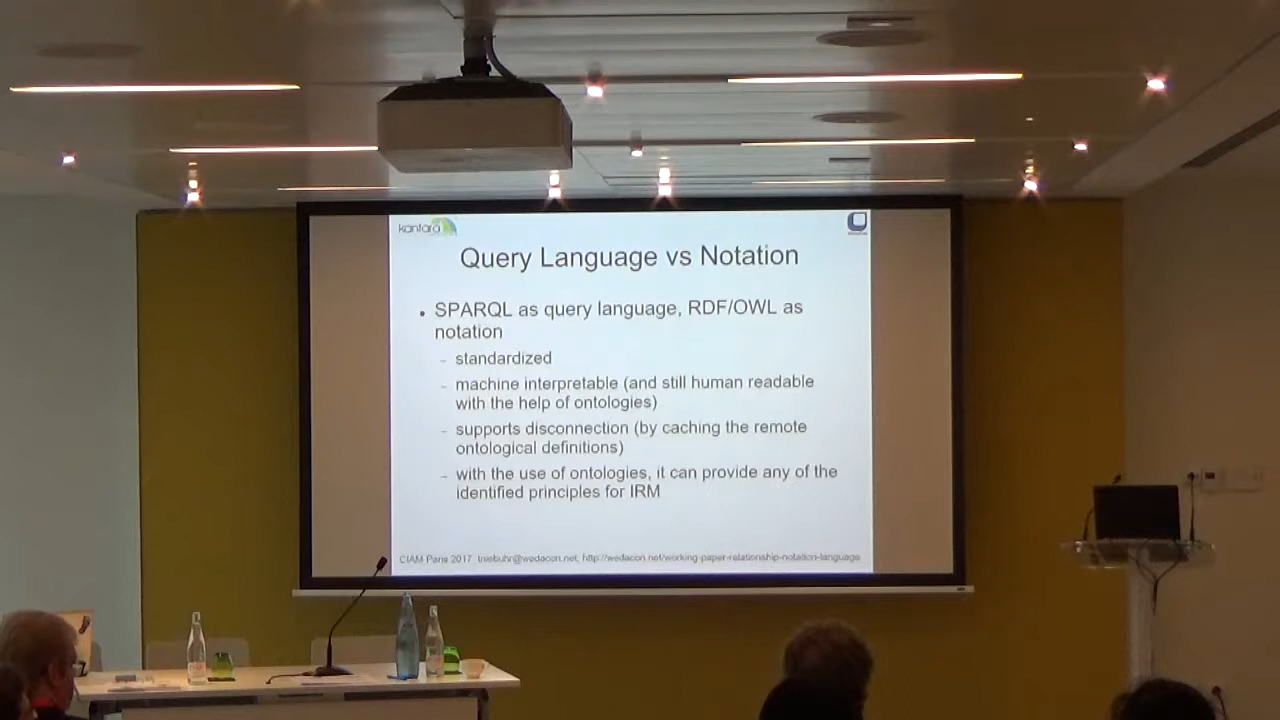 kantara
Query Language vs Notation
• SPARQL as query language, RDF/OWL as
notation
– standardized
– machine interpretable (and still human readable
with the help of ontologies)
– supports disconnection (by caching the remote
ontological definitions)
– with the use of ontologies, it can provide any of the
identified principles for IRM
CIAM Paris 2017 tniebuhr@wedacon.net, http://wedacon.net/working-paper-relationship-notation-language